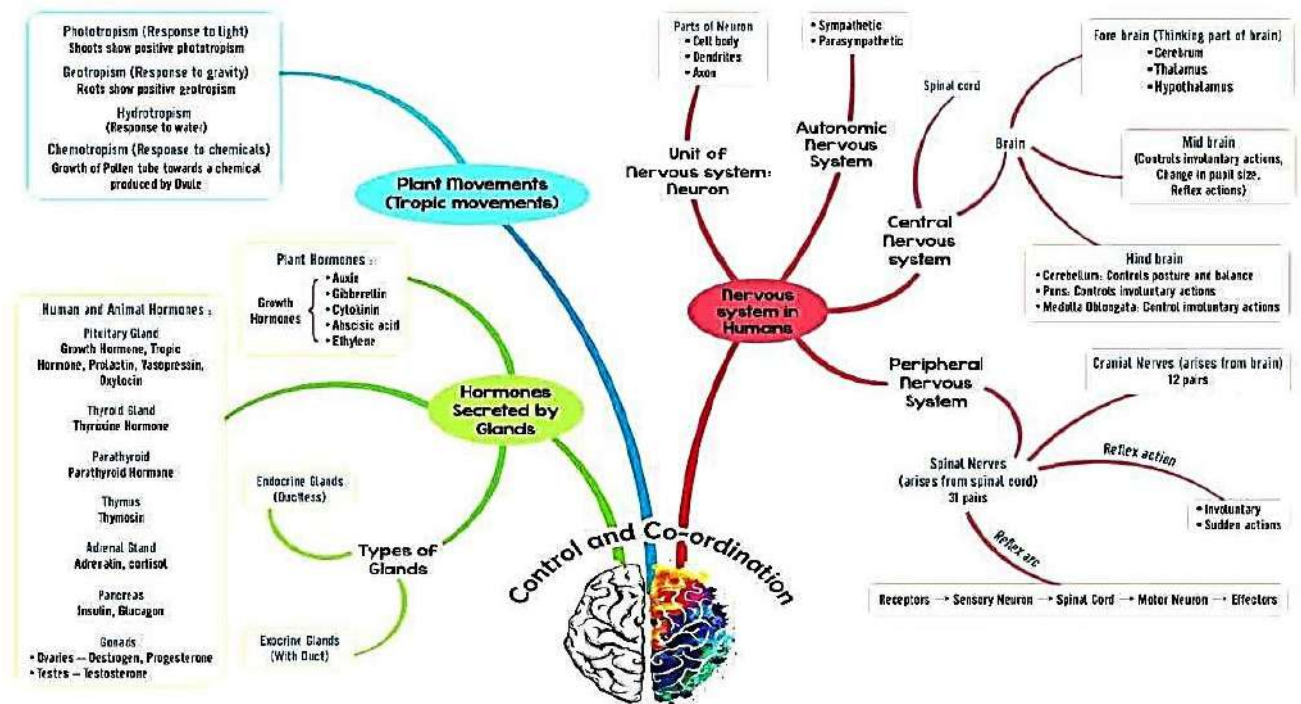 Phototropism (Response to light)
Shoots show positive phototropism
Geotropism (Response to gravity)
Roots show positive geotropism
Hydrotropism
(Response to water)
Chemotropism (Response to chemicals)
Growth of Pollen tube towards a chemical
produced by Ovule
Plant Movements
(Tropic movements)
Plant Hormones :
Growth
Hormones
• Auxin
• Gibberellin
• Cytokinin
• Abscisic acid
• Ethylene
Human and Animal Hormones :
Pituitary Gland
Growth Hormone, Tropic
Hormone, Prolactin, Vasopressin,
Oxytocin
Thyroid Gland
Thyroxine Hormone
Parathyroid
Parathyroid Hormone
Thymus
Thymosin
Adrenal Gland
Adrenalin, cortisol
Pancreas
Insulin, Glucagon
Gonads
• Ovaries – Oestrogen, Progesterone
• Testes – Testosterone
Hormones
Secreted by
Glands
Endocrine Glands
(Ductless)
Types of
Glands
Exocrine Glands
(With Duct)
Control and Co-ordination
Parts of Neuron
• Cell body
• Dendrites
• Axon
• Sympathetic
• Parasympathetic
Unit of
Nervous system:
Neuron
Autonomic
Nervous
System
Spinal cord
Brain
Fore brain (Thinking part of brain)
• Cerebrum
• Thalamus
• Hypothalamus
Mid brain
(Controls involuntary actions,
Change in pupil size,
Reflex actions)
Hind brain
• Cerebellum: Controls posture and balance
• Pons: Controls involuntary actions
• Medolla Oblongata: Control involuntary actions
Central
Nervous
system
Nervous
system in
Humans
Peripheral
Nervous
System
Cranial Nerves (arises from brain)
12 pairs
Spinal Nerves
(arises from spinal cord)
31 pairs
Reflex action
• Involuntary
• Sudden actions
Reflex arc
Receptors → Sensory Neuron → Spinal Cord → Motor Neuron → Effectors